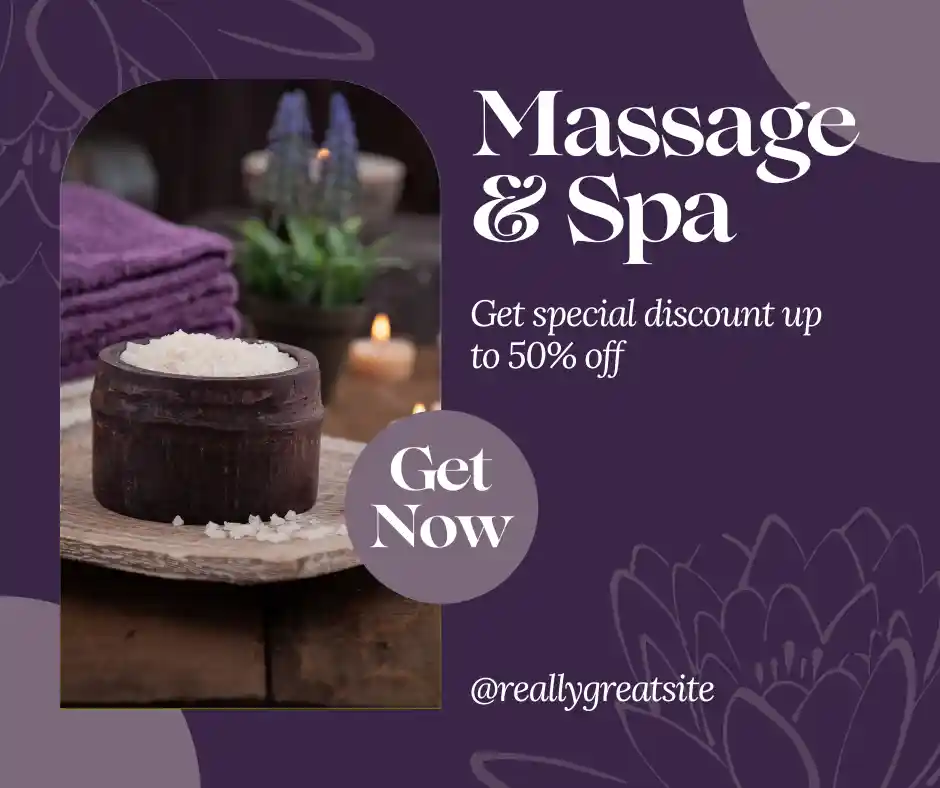 Massage
& Spa
Get special discount up
to 50% off
Get
Now
@reallygreatsite